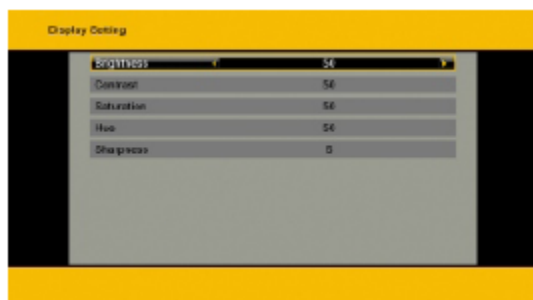 Display Setting
Brightness 50
Contrast 50
Saturation 50
Hue 50
Sharpness 5